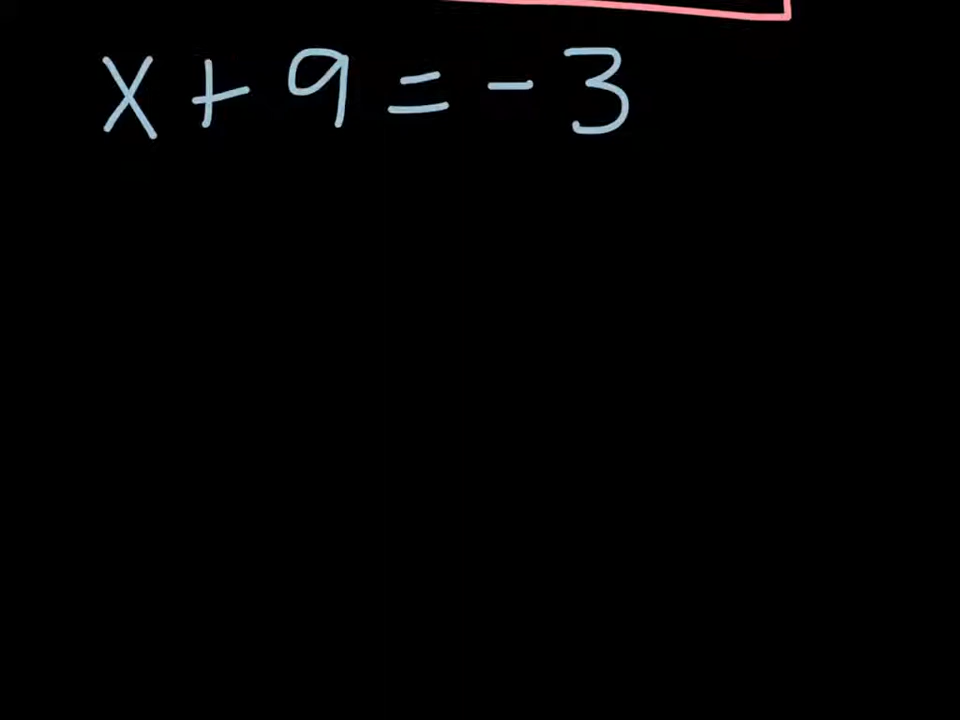 x + 9 = - 3